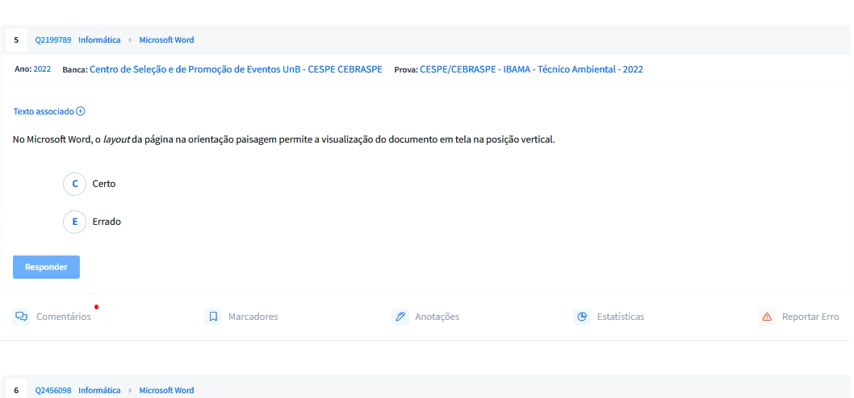 5 Q2199789 Informática Microsoft Word
Ano: 2022 Banca: Centro de Seleção e de Promoção de Eventos UnB - CESPE CEBRASPE Prova: CESPE/CEBRASPE - IBAMA - Técnico Ambiental - 2022
Texto associado
No Microsoft Word, o layout da página na orientação paisagem permite a visualização do documento em tela na posição vertical.
C Certo
E Errado
Responder
Comentários Marcadores Anotações Estatísticas Reportar Erro
6 Q2456098 Informática Microsoft Word